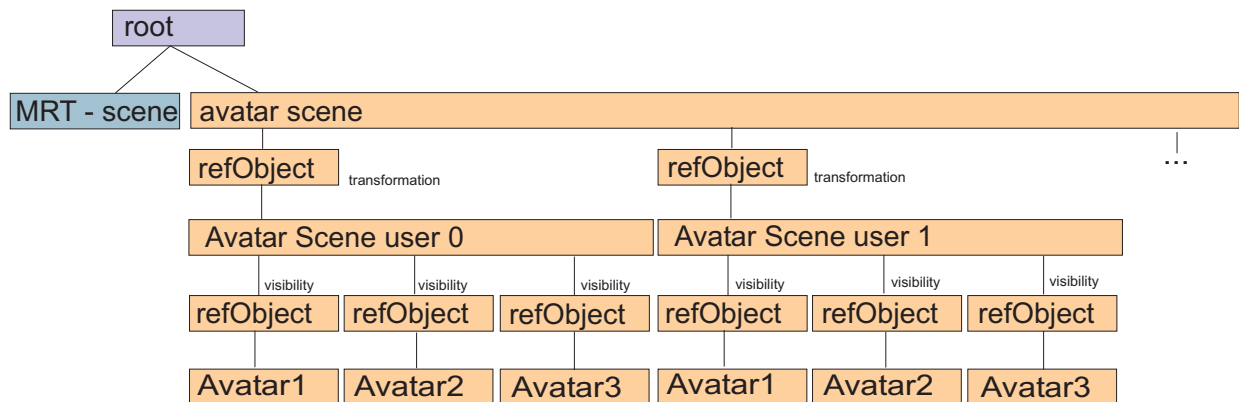 root
MRT - scene
avatar scene
refObject
transformation
refObject
transformation
...
Avatar Scene user 0
Avatar Scene user 1
visibility
visibility
visibility
visibility
visibility
visibility
refObject
refObject
refObject
refObject
refObject
refObject
Avatar1
Avatar2
Avatar3
Avatar1
Avatar2
Avatar3